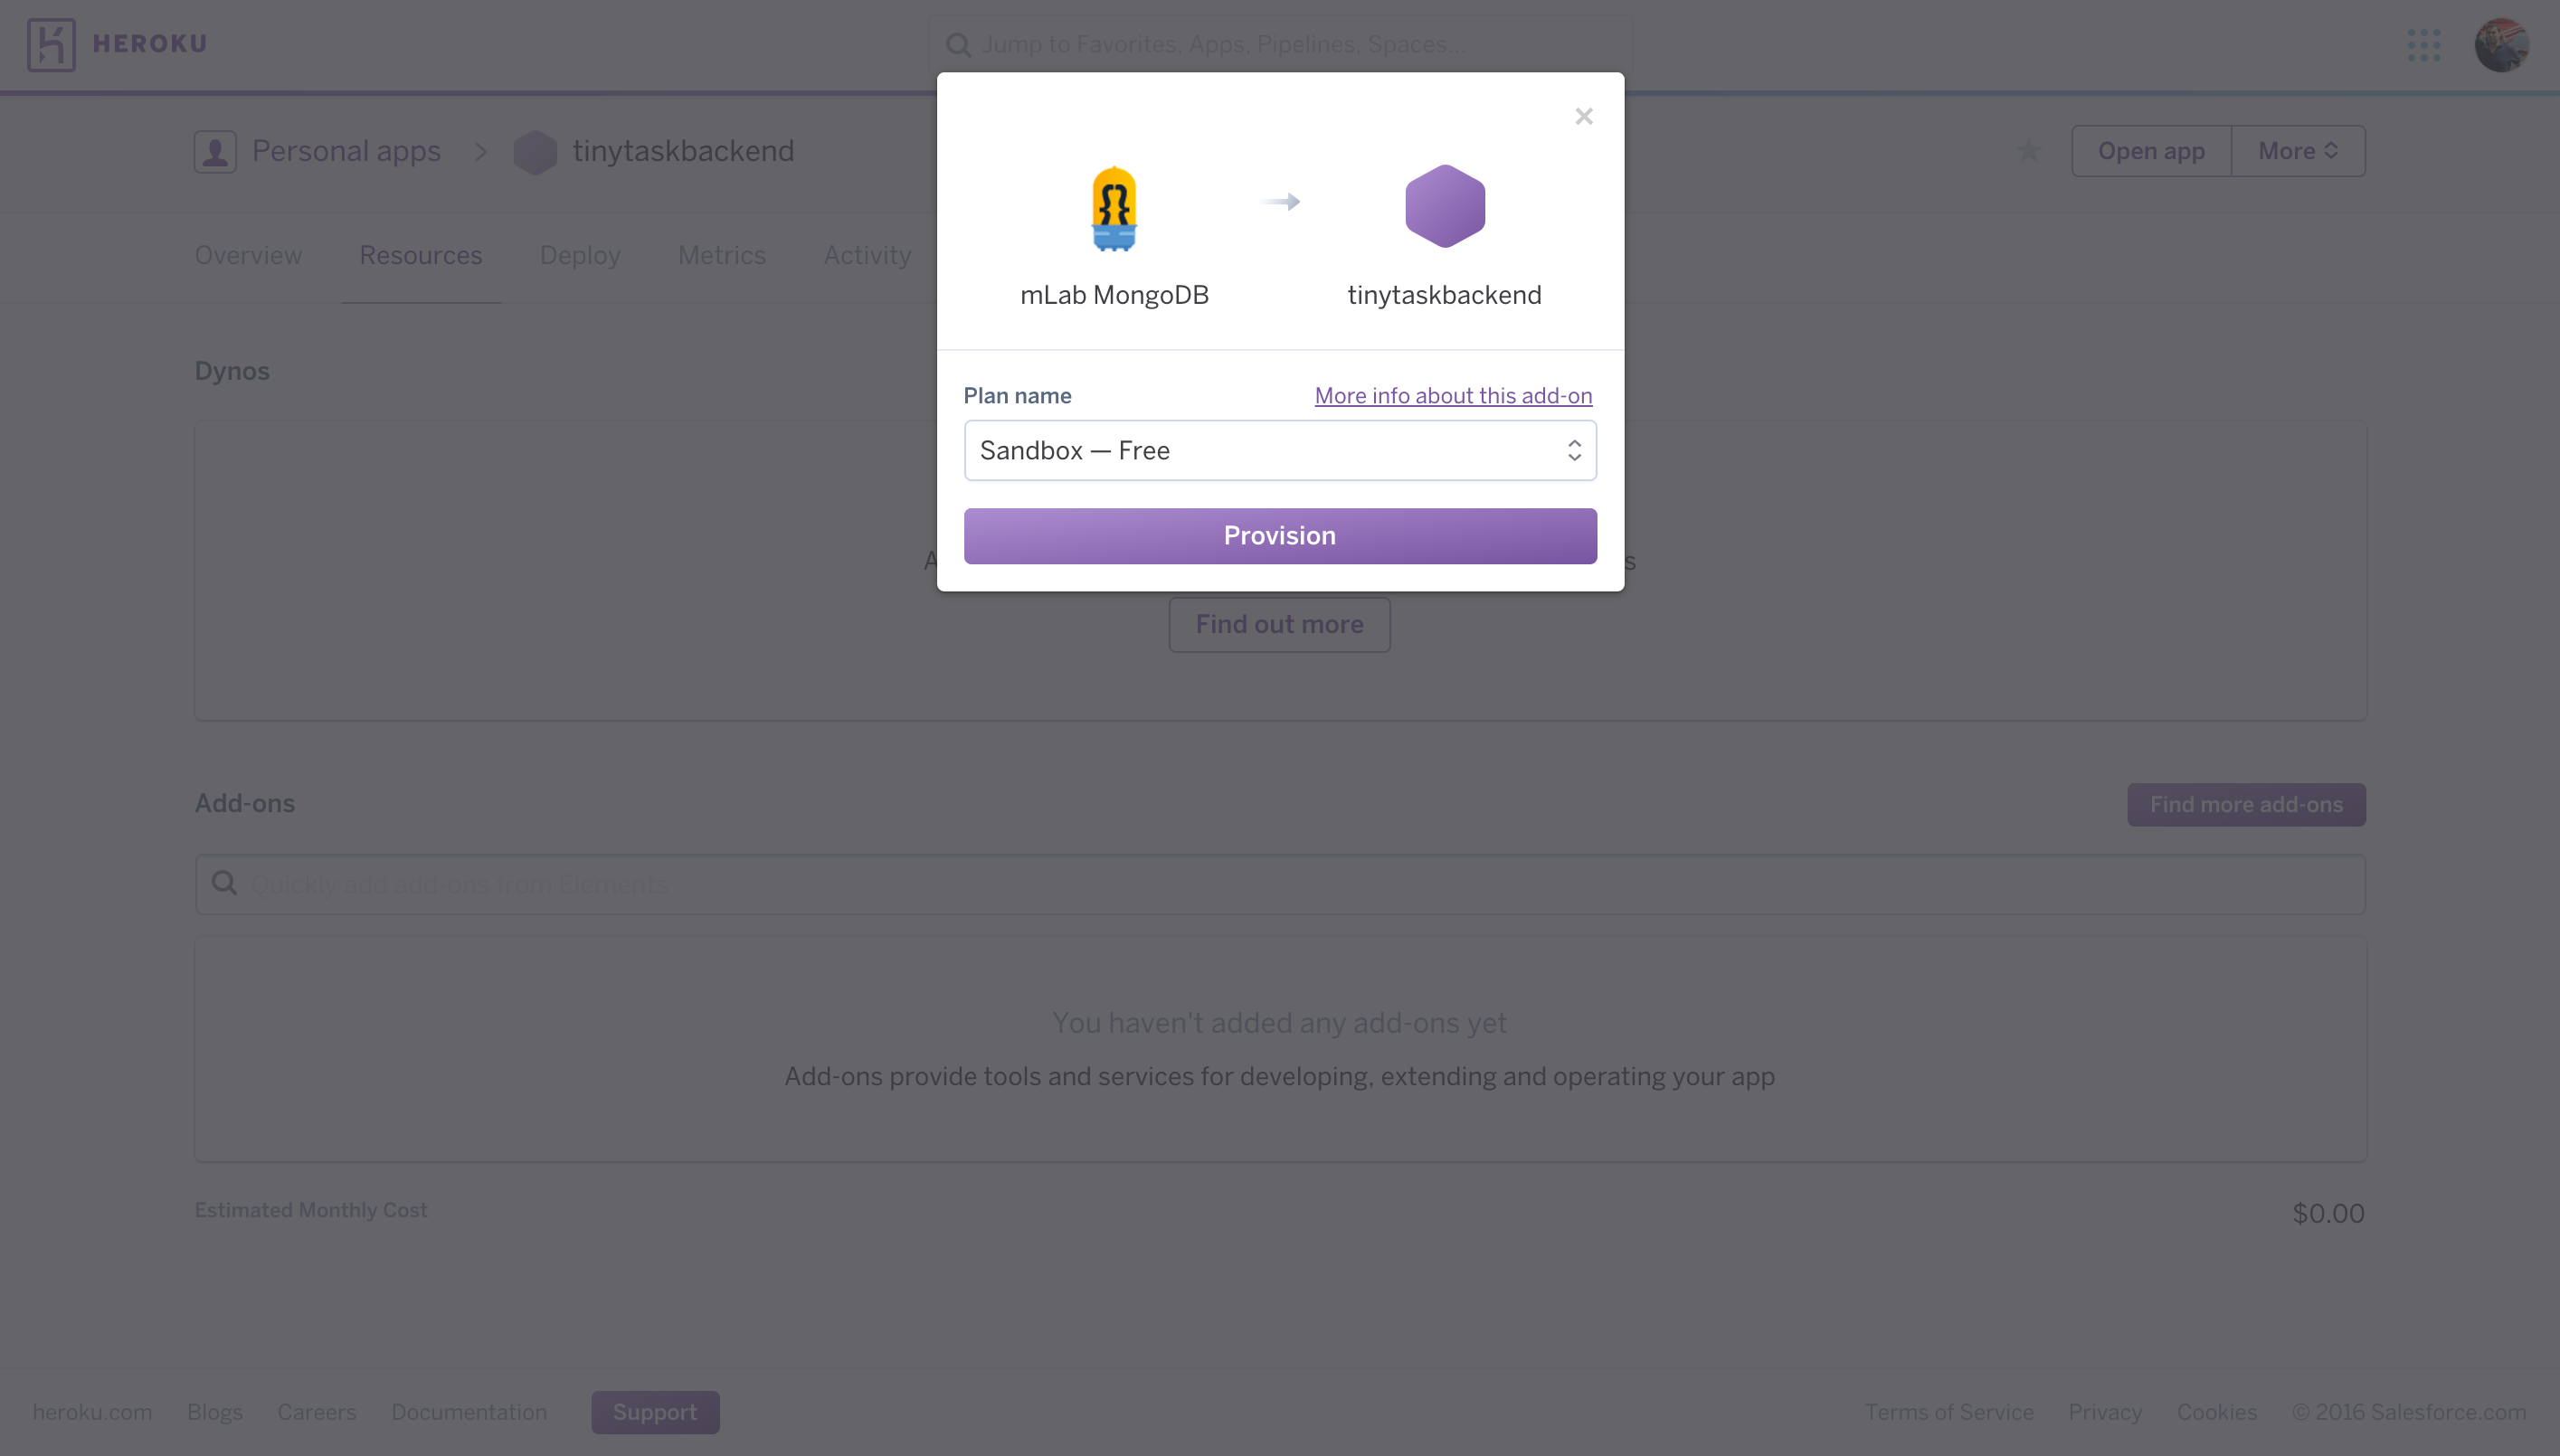 HEROKU
Jump to Favorites, Apps, Pipelines, Spaces...
Personal apps > tinytaskbackend
Open app
More
Overview
Resources
Deploy
Metrics
Activity
mLab MongoDB
tinytaskbackend
Plan name
More info about this add-on
Sandbox — Free
Provision
Dynos
Find out more
Add-ons
Find more add-ons
Quickly add add-ons from Elements
You haven't added any add-ons yet
Add-ons provide tools and services for developing, extending and operating your app
Estimated Monthly Cost
$0.00
heroku.com
Blogs
Careers
Documentation
Support
Terms of Service
Privacy
Cookies
© 2016 Salesforce.com